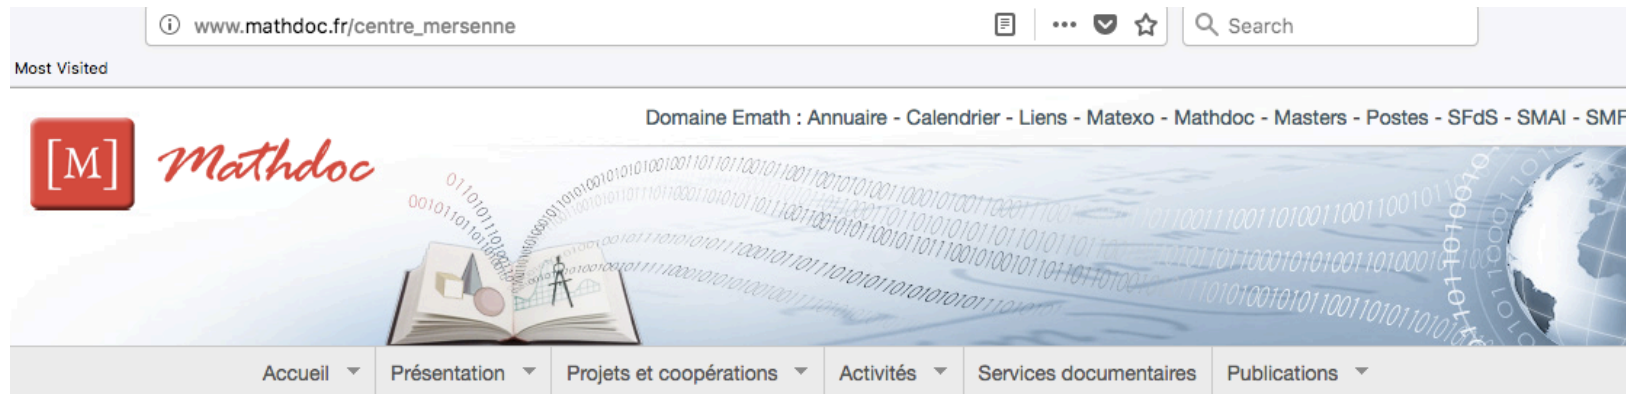 www.mathdoc.fr/centre_mersenne
Search
Most Visited
Domaine Emath : Annuaire - Calendrier - Liens - Matexo - Mathdoc - Masters - Postes - SFdS - SMAI - SMF
[M] Mathdoc
Accueil Présentation Projets et coopérations Activités Services documentaires Publications